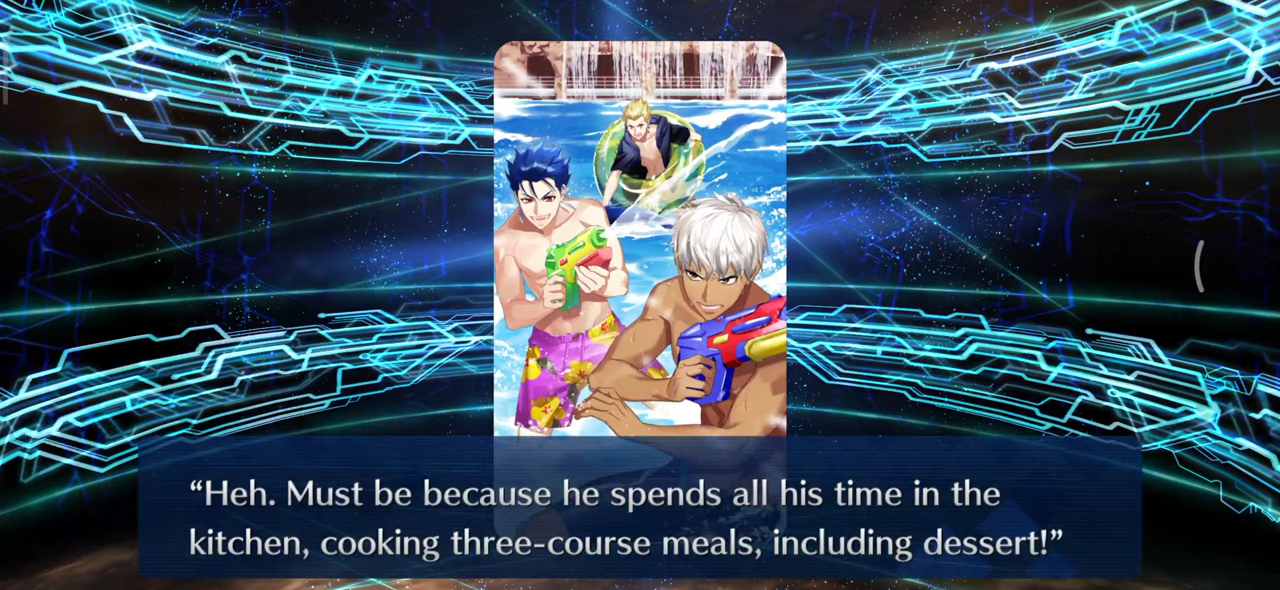 “Heh. Must be because he spends all his time in the
kitchen, cooking three-course meals, including dessert!”